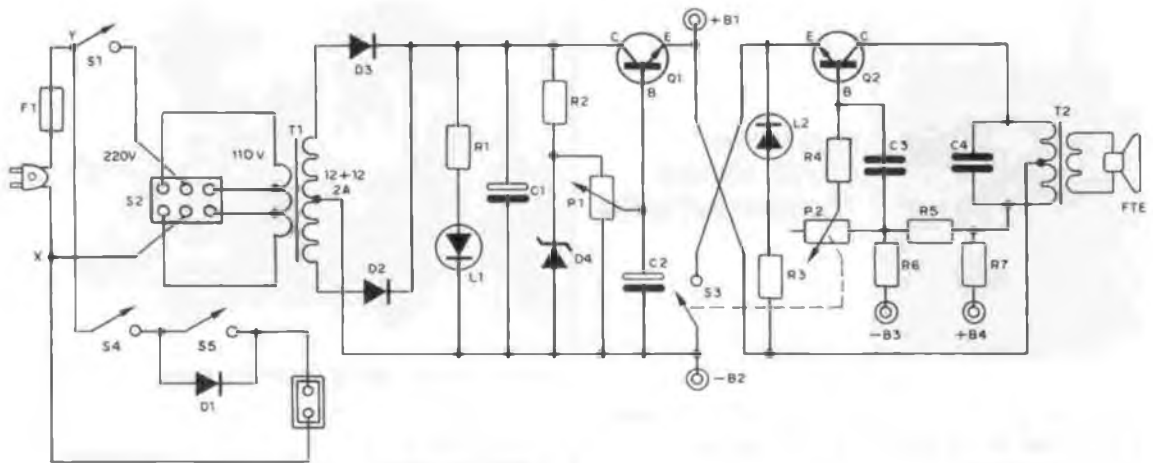 +B1
Y
S1
D3
C
E
Q1
B
E
C
Q2
B
F1
R2
T2
220V
110V
T1
R1
L2
C3
C4
R4
S2
12+12
2A
C1
P1
FTE
P2
R5
X
L1
D4
D2
C2
S3
R3
R6
R7
-B3
+B4
S4
S5
-B2
D1